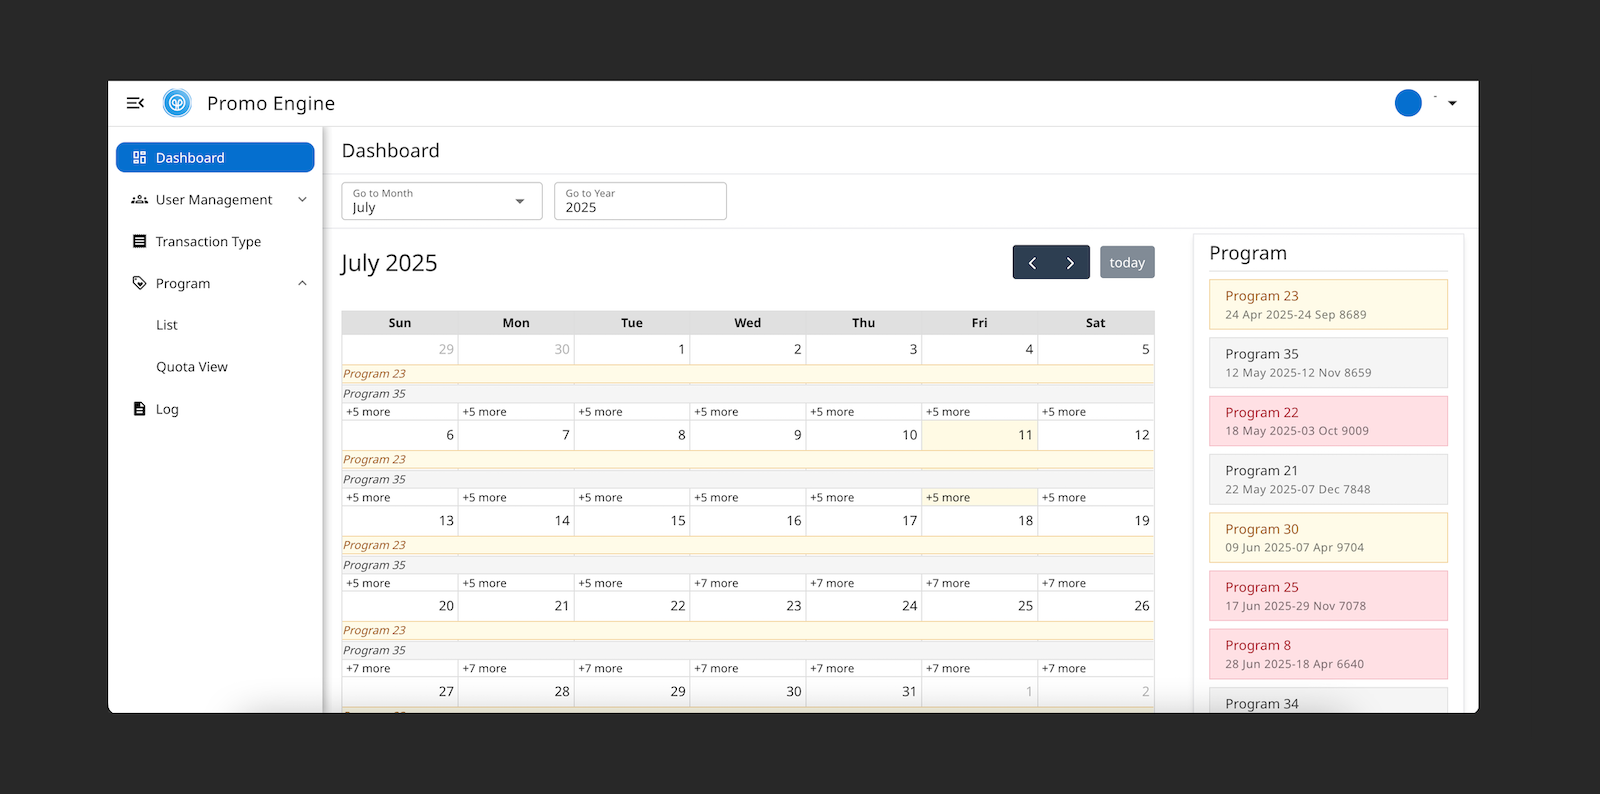 Promo Engine
Dashboard
User Management
Transaction Type
Program
List
Quota View
Log
Dashboard
Go to Month
July
Go to Year
2025
July 2025
today
Sun Mon Tue Wed Thu Fri Sat
29 30 1 2 3 4 5
Program 23
Program 35
+5 more +5 more +5 more +5 more +5 more +5 more +5 more
6 7 8 9 10 11 12
Program 23
Program 35
+5 more +5 more +5 more +5 more +5 more +5 more +5 more
13 14 15 16 17 18 19
Program 23
Program 35
+5 more +5 more +5 more +7 more +7 more +7 more +7 more
20 21 22 23 24 25 26
Program 23
Program 35
+7 more +7 more +7 more +7 more +7 more +7 more +7 more
27 28 29 30 31 1 2
Program
Program 23
24 Apr 2025-24 Sep 8689
Program 35
12 May 2025-12 Nov 8659
Program 22
18 May 2025-03 Oct 9009
Program 21
22 May 2025-07 Dec 7848
Program 30
09 Jun 2025-07 Apr 9704
Program 25
17 Jun 2025-29 Nov 7078
Program 8
28 Jun 2025-18 Apr 6640
Program 34